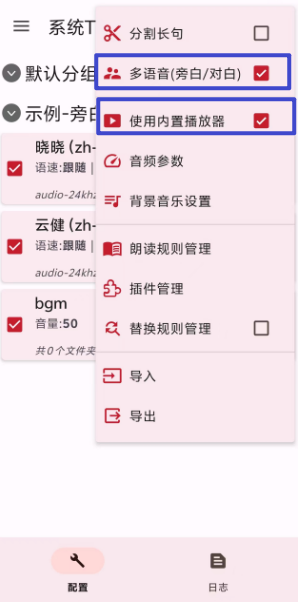 系统T
分割长句
默认分组
多语音(旁白/对白)
示例-旁白
使用内置播放器
晓晓 (zh-
语速:跟随 |
音频参数
audio-24kh
背景音乐设置
云健 (zh-
语速:跟随 |
朗读规则管理
audio-24kh
插件管理
bgm
音量:50
替换规则管理
共0个文件夹
导入
导出
配置
日志